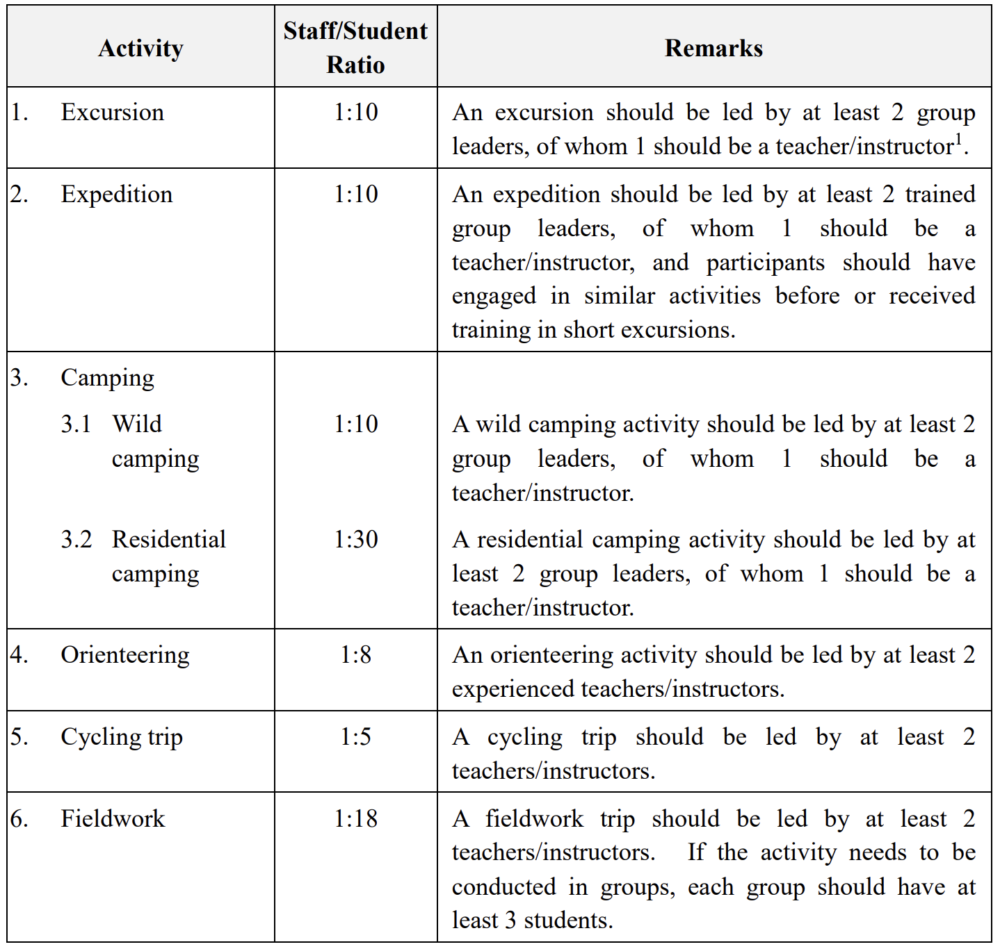 Activity
Staff/Student
Ratio
Remarks
1. Excursion
1:10
An excursion should be led by at least 2 group
leaders, of whom 1 should be a teacher/instructor¹.
2. Expedition
1:10
An expedition should be led by at least 2 trained
group leaders, of whom 1 should be a
teacher/instructor, and participants should have
engaged in similar activities before or received
training in short excursions.
3. Camping
3.1 Wild
camping
1:10
A wild camping activity should be led by at least 2
group leaders, of whom 1 should be a
teacher/instructor.
3.2 Residential
camping
1:30
A residential camping activity should be led by at
least 2 group leaders, of whom 1 should be a
teacher/instructor.
4. Orienteering
1:8
An orienteering activity should be led by at least 2
experienced teachers/instructors.
5. Cycling trip
1:5
A cycling trip should be led by at least 2
teachers/instructors.
6. Fieldwork
1:18
A fieldwork trip should be led by at least 2
teachers/instructors. If the activity needs to be
conducted in groups, each group should have at
least 3 students.